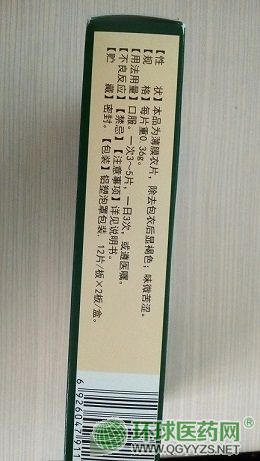 【性 状】本品为薄膜衣片，除去包衣后显褐色；味微苦涩。
【规 格】每片重0.36g。
【用法用量】口服。一次3~5片，一日3次，或遵医嘱。
【不良反应】【禁忌】【注意事项】详见说明书。
【贮 藏】密封。【包装】铝塑泡罩包装。12片/板×2板/盒。
6926047911
环球医药网
WWW.QGYYZS.NET